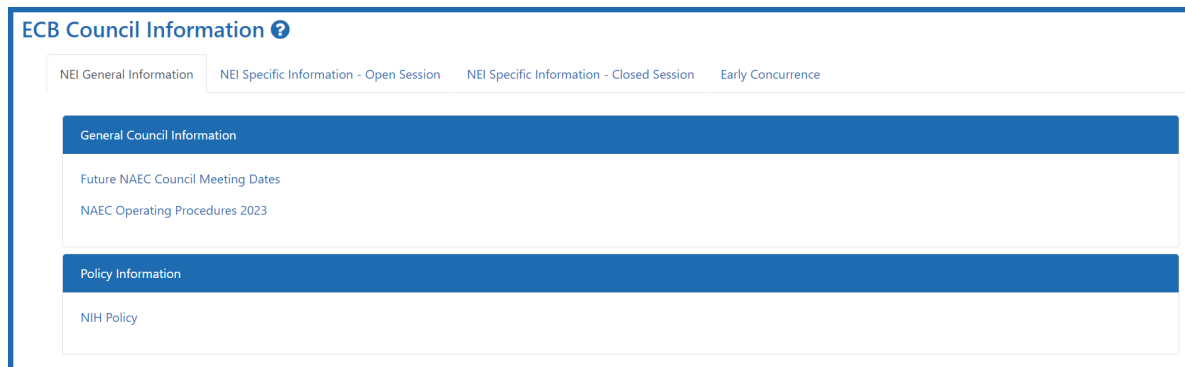 ECB Council Information ?
NEI General Information NEI Specific Information - Open Session NEI Specific Information - Closed Session Early Concurrence
General Council Information
Future NAEC Council Meeting Dates
NAEC Operating Procedures 2023
Policy Information
NIH Policy